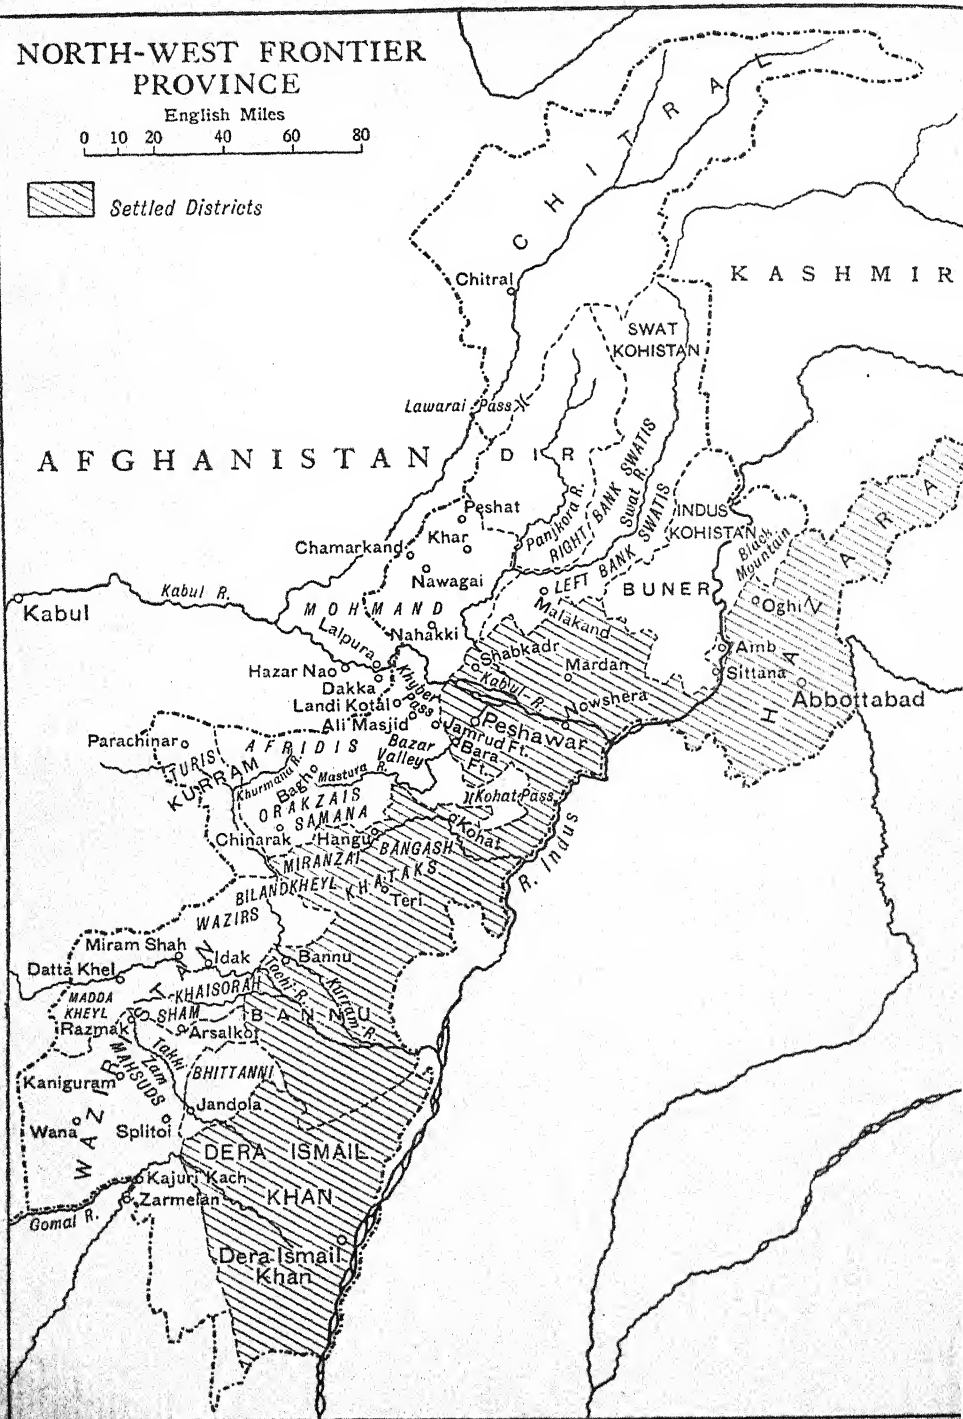 NORTH-WEST FRONTIER
PROVINCE
English Miles
0 10 20 40 60 80
Settled Districts
CHITRAL
Chitral
KASHMIR
SWAT
KOHISTAN
Lawarai Pass
AFGHANISTAN
DIR
Panjkora R.
RIGHT BANK SWATIS
Swat R.
LEFT BANK SWATIS
INDUS
KOHISTAN
Black
Mountain
HAZARA
Peshat
Khar
Chamarkand
Nawagai
Kabul R.
Kabul
MOHMAND
Nahakki
Malakand
BUNER
Oghi
Lalpura
Hazar Nao
Dakka
Landi Kotal
Ali Masjid
Khyber
Pass
Shabkadr
Mardan
Kabul R.
Nowshera
Amb
Sittana
Abbottabad
Peshawar
Jamrud Ft.
Bara
Ft.
Bazar
Valley
Parachinar
AFRIDIS
TURIS
KURRAM
Khurmana R.
Bagh
Mastura R.
ORAKZAIS
SAMANA
Kohat Pass
Kohat
Chinarak
Hangu
BANGASH
MIRANZAI
R. Indus
BILANDKHEYL
KHATAKS
Teri
WAZIRS
Miram Shah
Idak
Bannu
Datta Khel
Tochi R.
Kurram R.
KHAISORAH
MADDA
KHEYL
SHAM
BANNU
Razmak
Arsalkot
Takki
Zam
BHITTANNI
Kaniguram
MAHSUDS
Jandola
Wana
Splitoi
WAZIRISTAN
DERA ISMAIL
KHAN
Kajuri Kach
Zarmelan
Gomal R.
Dera Ismail
Khan